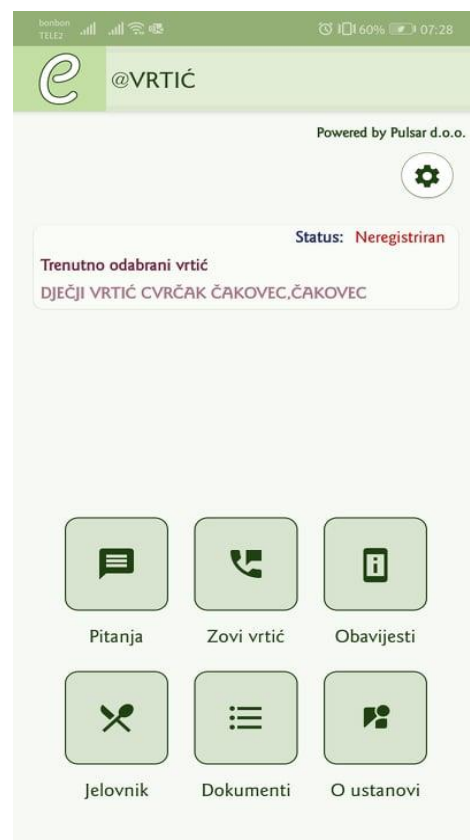 bonbon
TELE2
60% 07:28
e @VRTIĆ
Powered by Pulsar d.o.o.
Status: Neregistriran
Trenutno odabrani vrtić
DJEČJI VRTIĆ CVRČAK ČAKOVEC,ČAKOVEC
Pitanja Zovi vrtić Obavijesti
Jelovnik Dokumenti O ustanovi